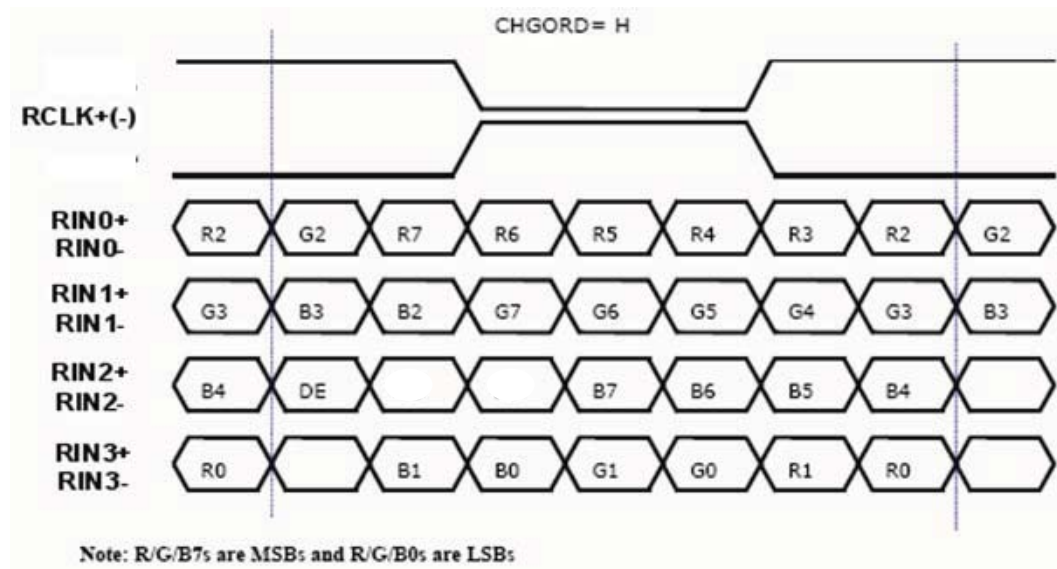 CHGORD= H
RCLK+(-)
RIN0+
RIN0-
R2 G2 R7 R6 R5 R4 R3 R2 G2
RIN1+
RIN1-
G3 B3 B2 G7 G6 G5 G4 G3 B3
RIN2+
RIN2-
B4 DE B7 B6 B5 B4
RIN3+
RIN3-
R0 B1 B0 G1 G0 R1 R0
Note: R/G/B7s are MSBs and R/G/B0s are LSBs